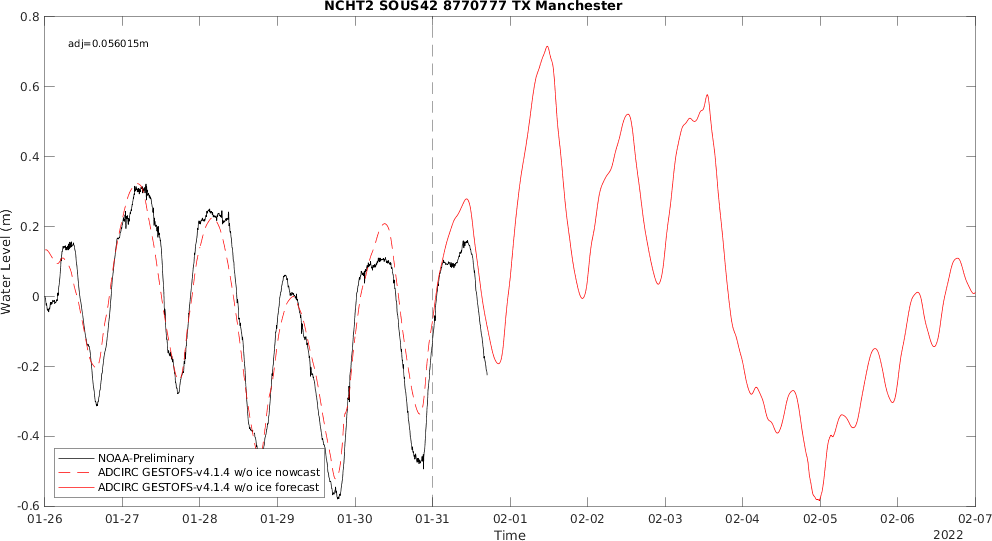 NCHT2 SOUS42 8770777 TX Manchester
adj=0.056015m
0.8
0.6
0.4
0.2
0
-0.2
-0.4
-0.6
Water Level (m)
NOAA-Preliminary
ADCIRC GESTOFS-v4.1.4 w/o ice nowcast
ADCIRC GESTOFS-v4.1.4 w/o ice forecast
01-26 01-27 01-28 01-29 01-30 01-31 02-01 02-02 02-03 02-04 02-05 02-06 02-07
Time
2022